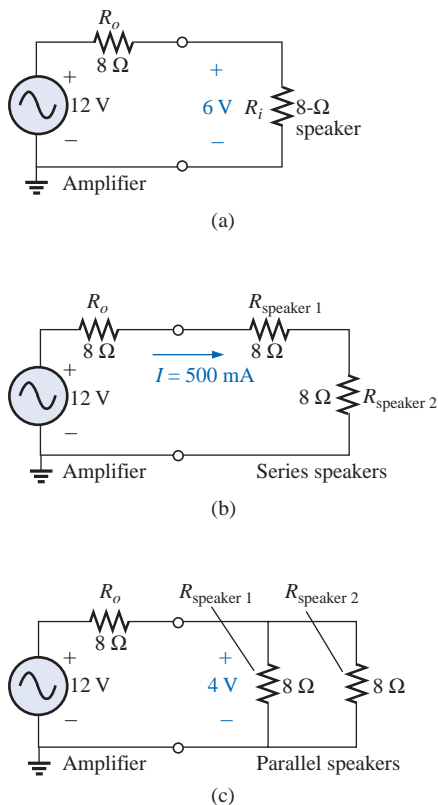 R_o
8 Ω
+
12 V
−
+
6 V
−
R_i
8-Ω
speaker
Amplifier
(a)
R_o
8 Ω
R_speaker 1
8 Ω
I = 500 mA
+
12 V
−
8 Ω
R_speaker 2
Amplifier
Series speakers
(b)
R_o
8 Ω
R_speaker 1
R_speaker 2
+
12 V
−
+
4 V
−
8 Ω
8 Ω
Amplifier
Parallel speakers
(c)